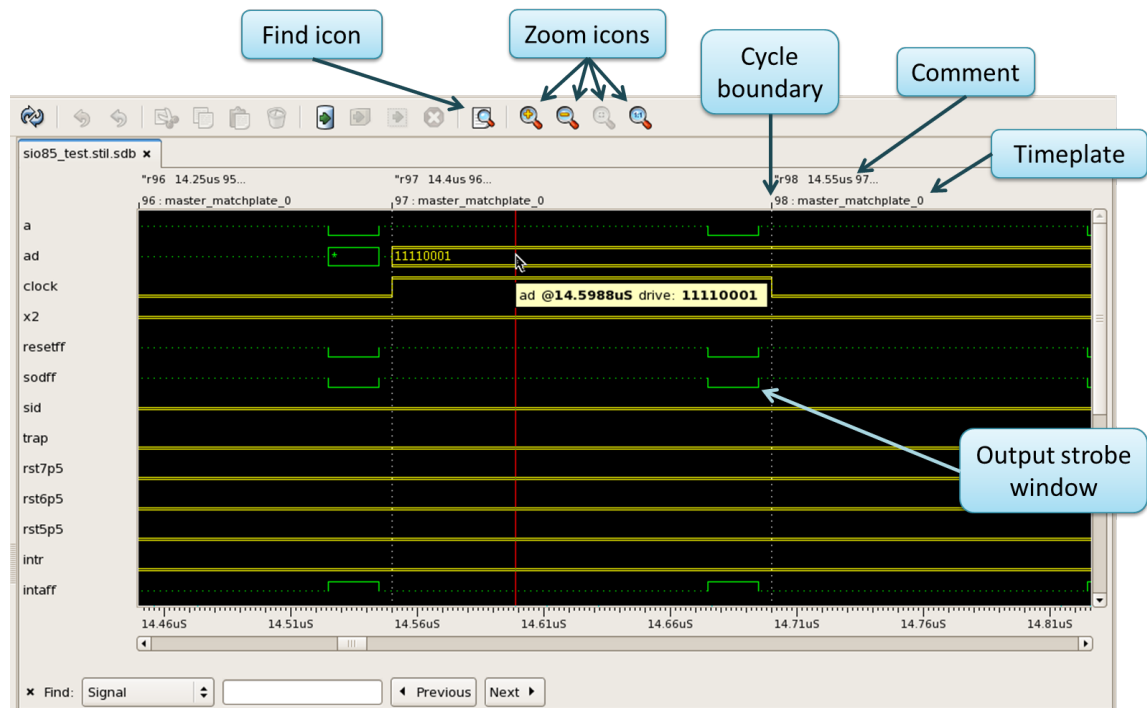 Find icon
Zoom icons
Cycle
boundary
Comment
Timeplate
sio85_test.stil.sdb ×
"r96 14.25us 95...
"r97 14.4us 96...
"r98 14.55us 97...
96 : master_matchplate_0
97 : master_matchplate_0
98 : master_matchplate_0
a
ad
*
11110001
clock
ad @14.5988uS drive: 11110001
x2
resetff
sodff
sid
trap
rst7p5
rst6p5
rst5p5
intr
intaff
Output strobe
window
14.46uS
14.51uS
14.56uS
14.61uS
14.66uS
14.71uS
14.76uS
14.81uS
× Find:
Signal
Previous
Next